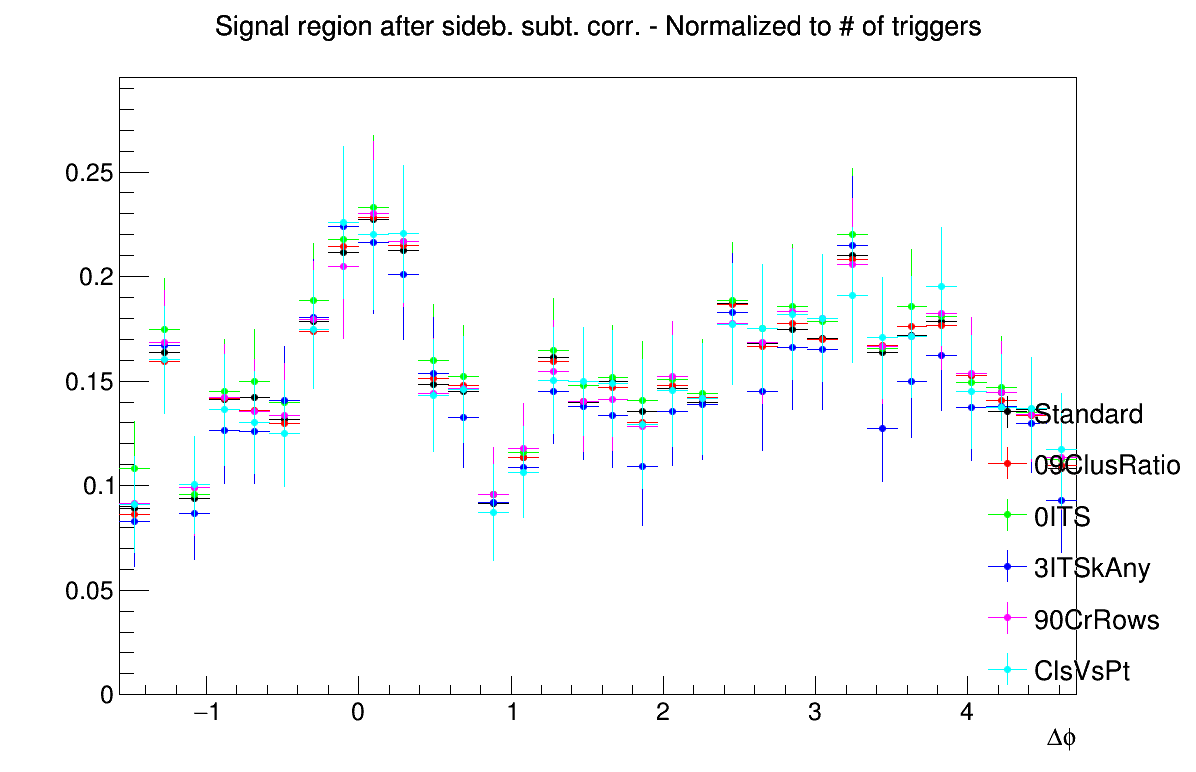 Signal region after sideb. subt. corr. - Normalized to # of triggers
0.25
0.2
0.15
0.1
0.05
0
−1
0
1
2
3
4
Δϕ
Standard
09ClusRatio
0ITS
3ITSkAny
90CrRows
ClsVsPt